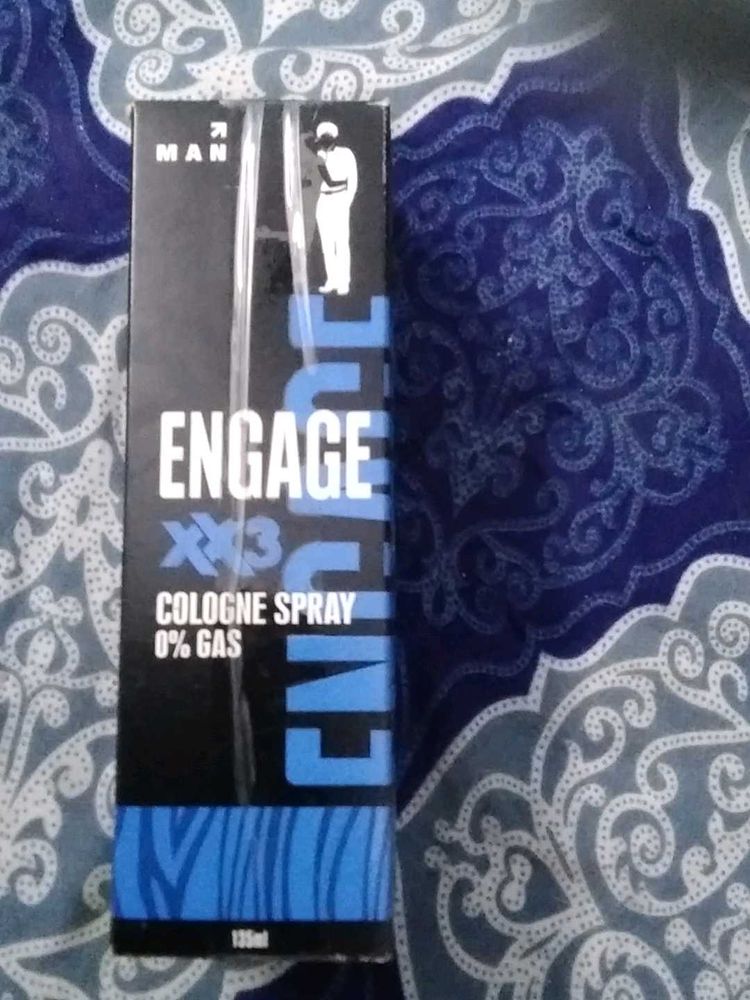 MAN
ENGAGE
XX3
COLOGNE SPRAY
0% GAS
ENGAGE
135ml